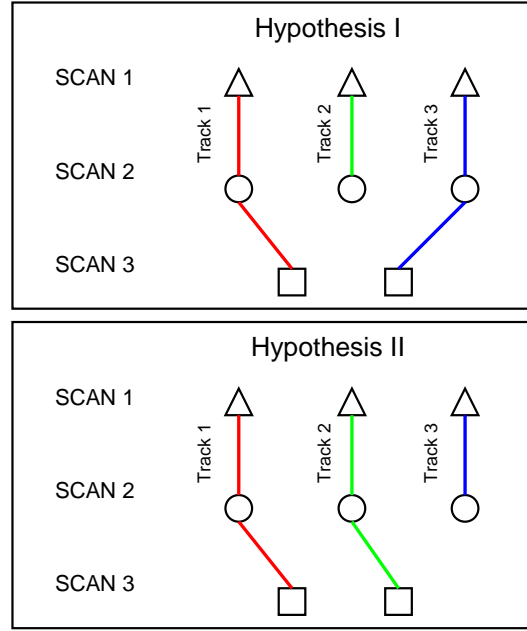 Hypothesis I
SCAN 1
Track 1
Track 2
Track 3
SCAN 2
SCAN 3
Hypothesis II
SCAN 1
Track 1
Track 2
Track 3
SCAN 2
SCAN 3